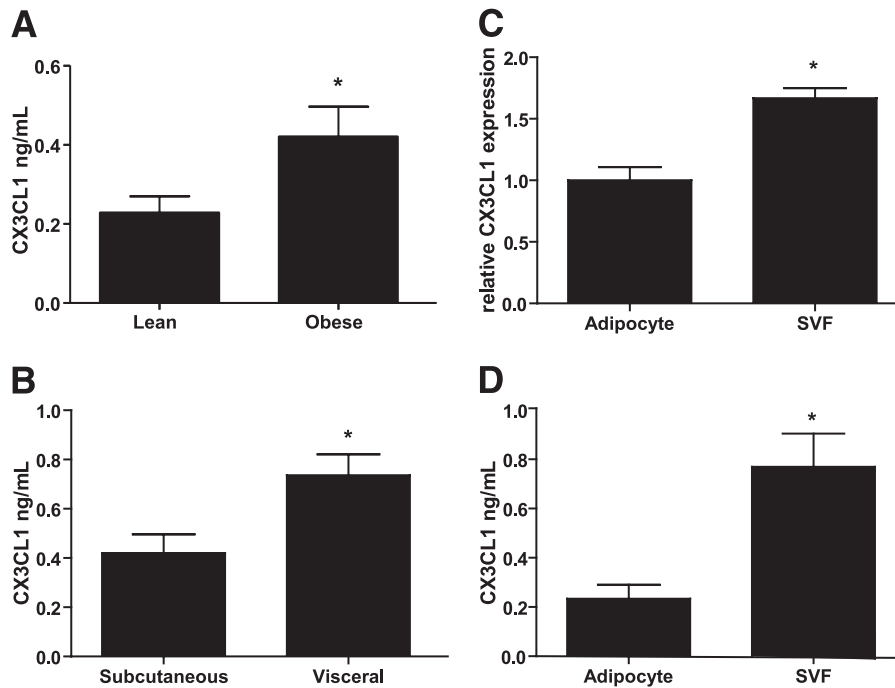 A
CX3CL1 ng/mL
0.6
0.4
0.2
0.0
*
Lean
Obese
B
CX3CL1 ng/mL
1.0
0.8
0.6
0.4
0.2
0.0
*
Subcutaneous
Visceral
C
relative CX3CL1 expression
2.0
1.5
1.0
0.5
0.0
*
Adipocyte
SVF
D
CX3CL1 ng/mL
1.0
0.8
0.6
0.4
0.2
0.0
*
Adipocyte
SVF